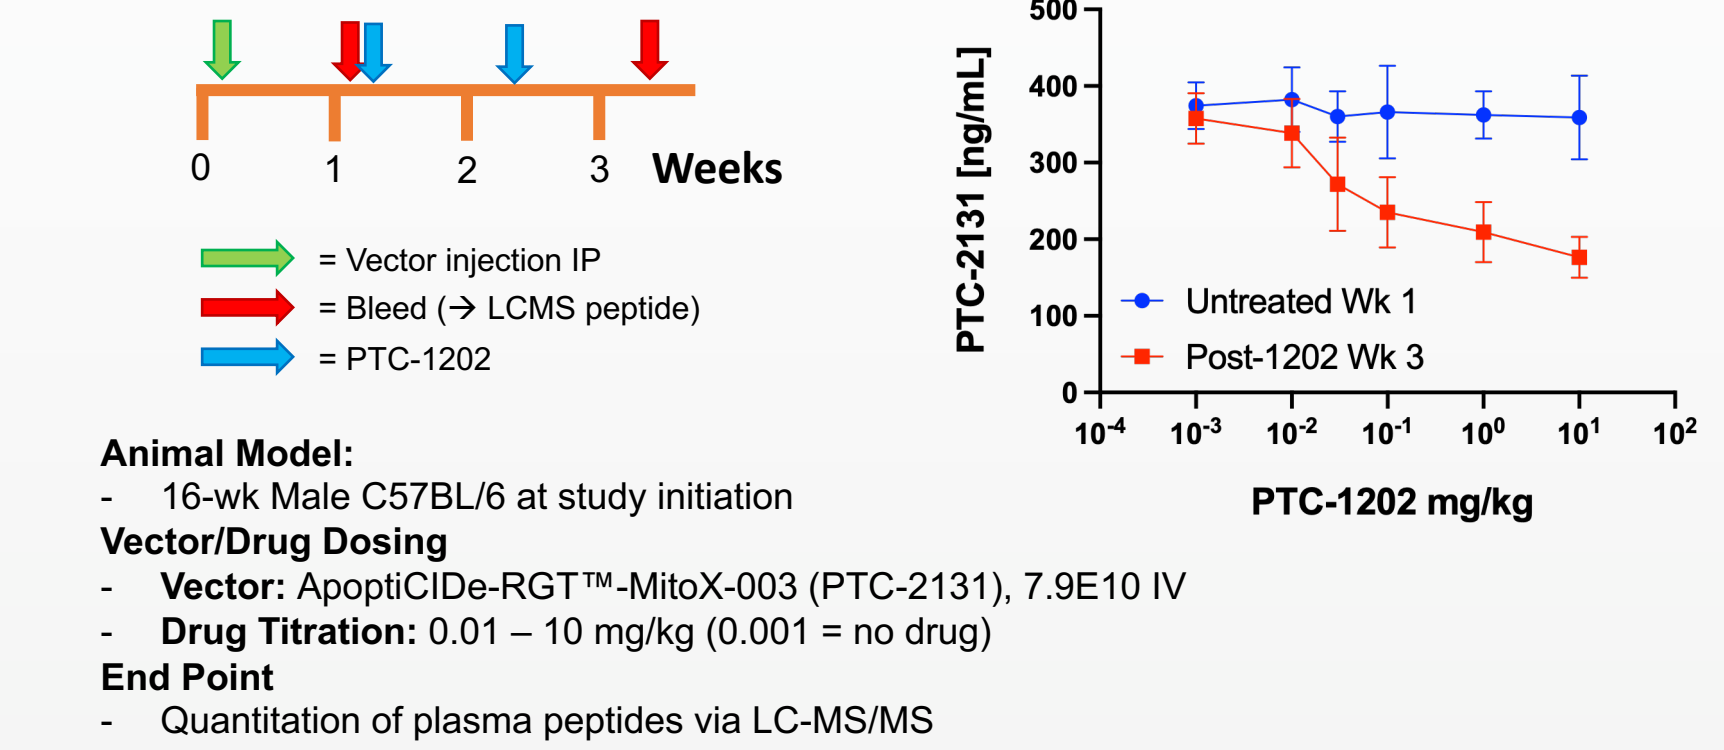 0 1 2 3 Weeks
= Vector injection IP
= Bleed (→ LCMS peptide)
= PTC-1202
Animal Model:
- 16-wk Male C57BL/6 at study initiation
Vector/Drug Dosing
- Vector: ApoptiCIDe-RGT™-MitoX-003 (PTC-2131), 7.9E10 IV
- Drug Titration: 0.01 – 10 mg/kg (0.001 = no drug)
End Point
- Quantitation of plasma peptides via LC-MS/MS
PTC-2131 [ng/mL]
500
400
300
200
100
0
Untreated Wk 1
Post-1202 Wk 3
10⁻⁴ 10⁻³ 10⁻² 10⁻¹ 10⁰ 10¹ 10²
PTC-1202 mg/kg